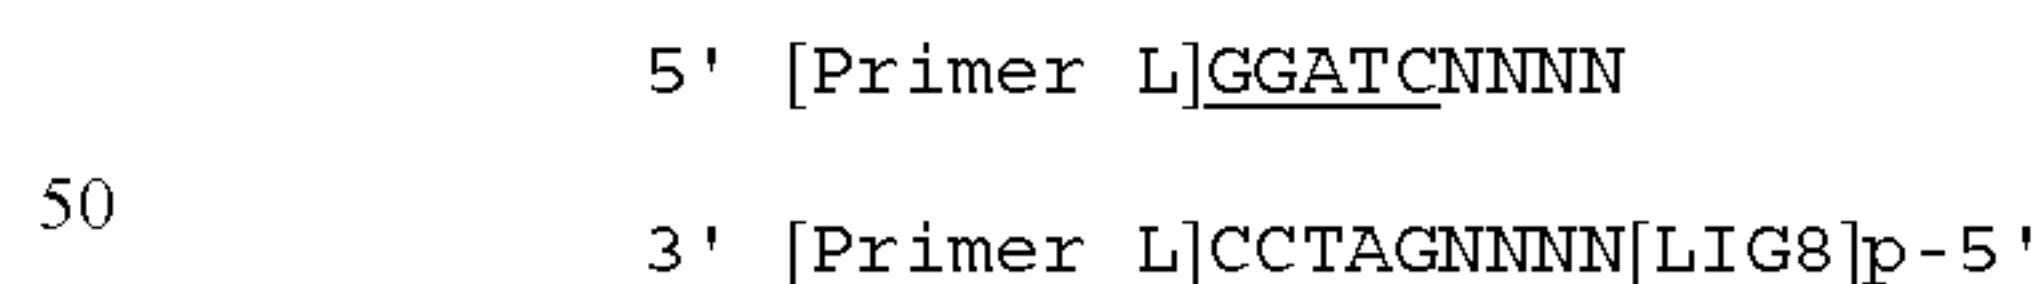 5' [Primer L]GGATCNNNN
50
3' [Primer L]CCTAGNNNN[LIG8]p-5'